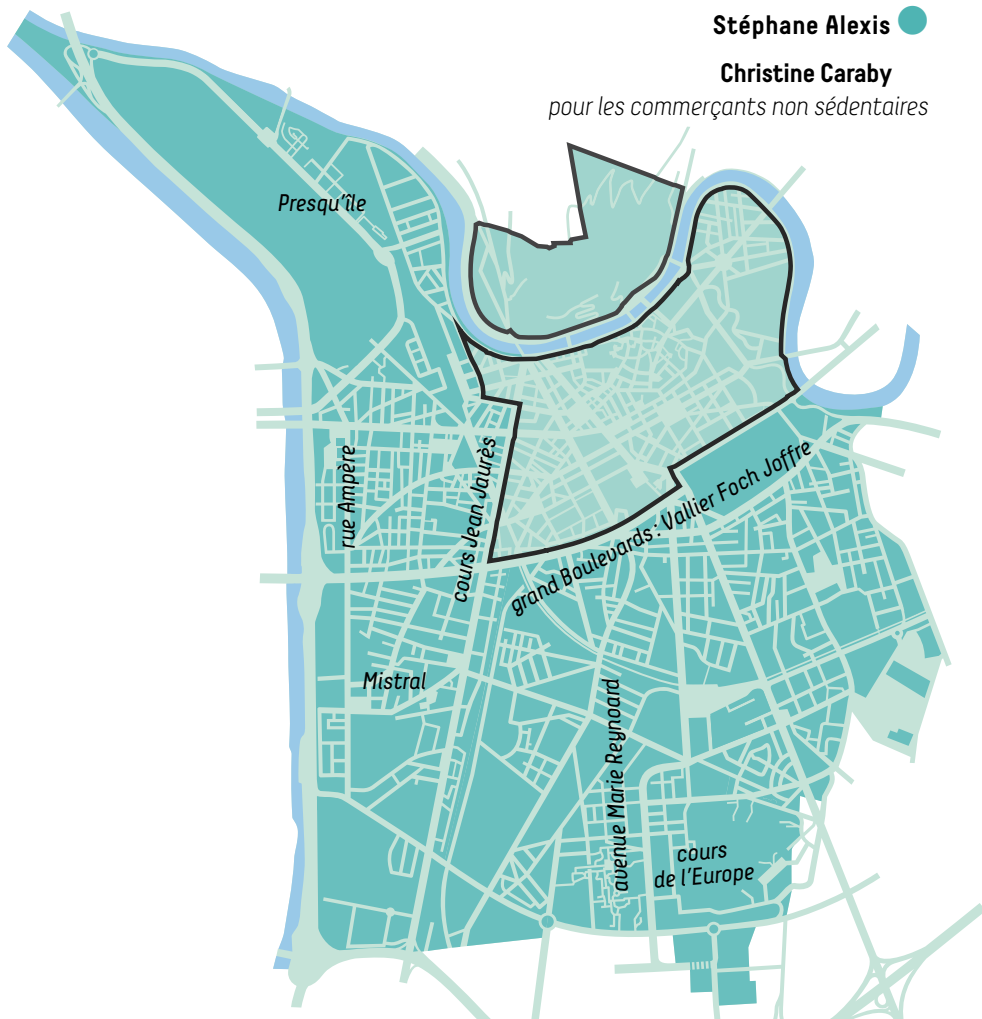 Stéphane Alexis
Christine Caraby
pour les commerçants non sédentaires
Presqu'île
rue Ampère
cours Jean Jaurès
grand Boulevards : Vallier Foch Joffre
Mistral
avenue Marie Reynoard
cours
de l'Europe